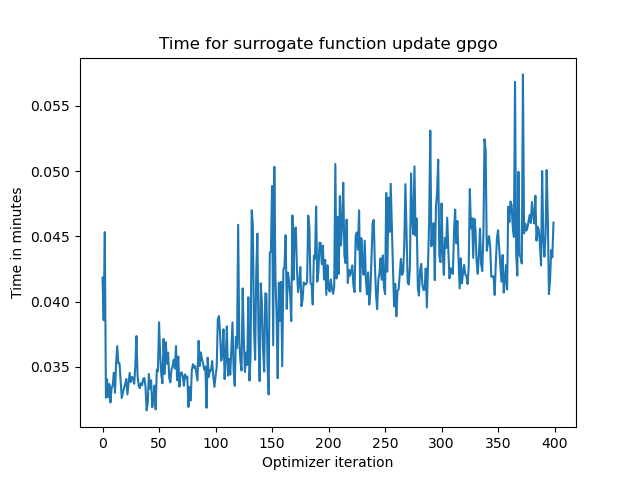 Time for surrogate function update gpgo
0.055
0.050
0.045
0.040
0.035
Time in minutes
0 50 100 150 200 250 300 350 400
Optimizer iteration